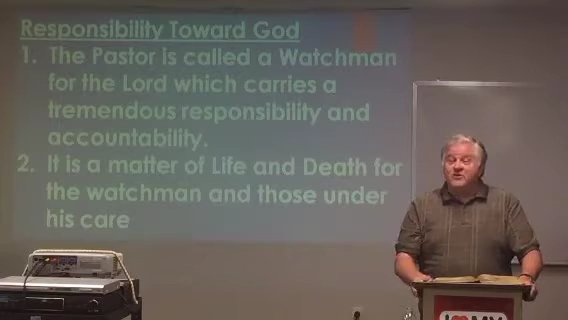 Responsibility Toward God
1. The Pastor is called a Watchman
for the Lord which carries a
tremendous responsibility and
accountability.
2. It is a matter of Life and Death for
the watchman and those under
his care
I MY